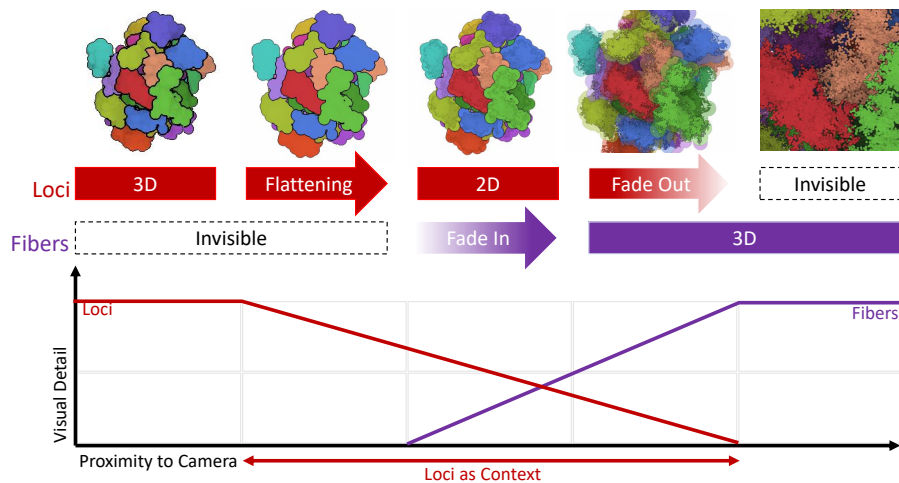 Loci
3D
Flattening
2D
Fade Out
Invisible
Fibers
Invisible
Fade In
3D
Loci
Fibers
Visual Detail
Proximity to Camera
Loci as Context